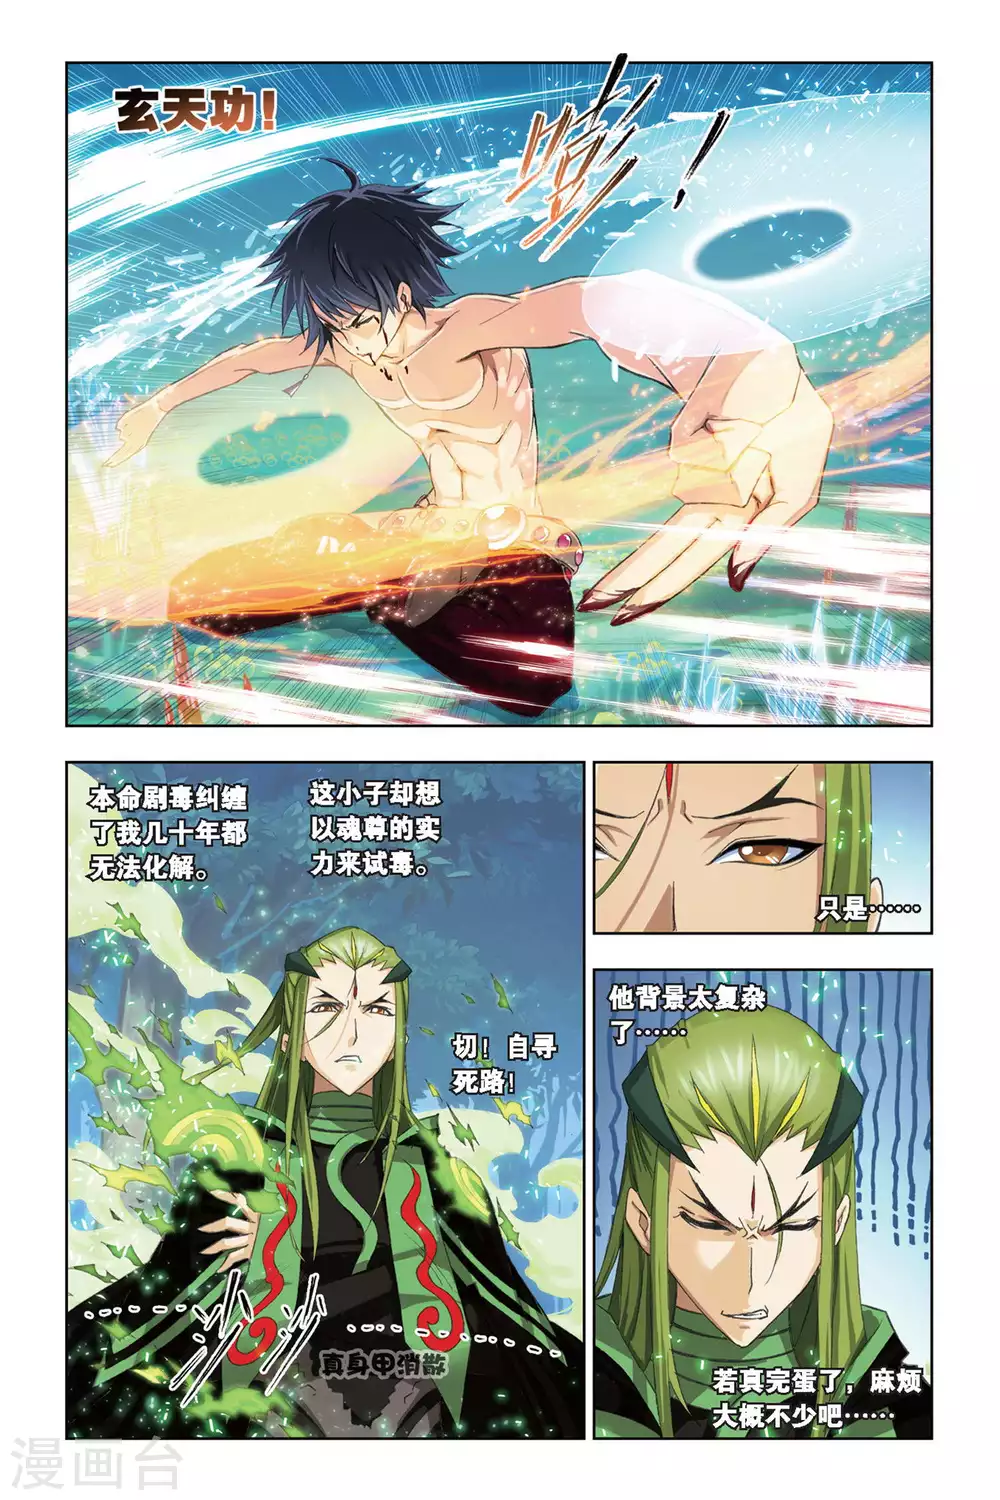 玄天功！
嘭！
本命剧毒纠缠
了我几十年都
无法化解。
这小子却想
以魂尊的实
力来试毒。
切！自寻
死路！
沙沙
真身甲消散
只是……
他背景太复杂
了……
若真完蛋了，麻烦
大概不少吧……
漫画台